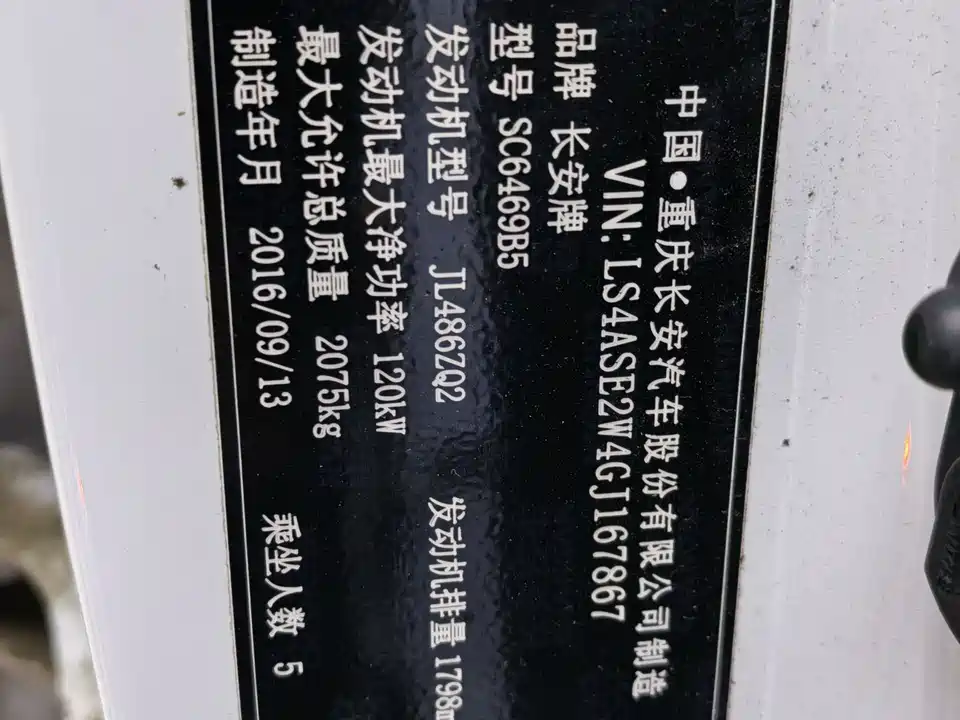 中国●重庆长安汽车股份有限公司制造
VIN:LS4ASE2W4GJ167867
品牌 长安牌
型号 SC6469B5
发动机型号 JL486ZQ2 发动机排量 1798m
发动机最大净功率 120kW
最大允许总质量 2075kg
制造年月 2016/09/13 乘坐人数 5